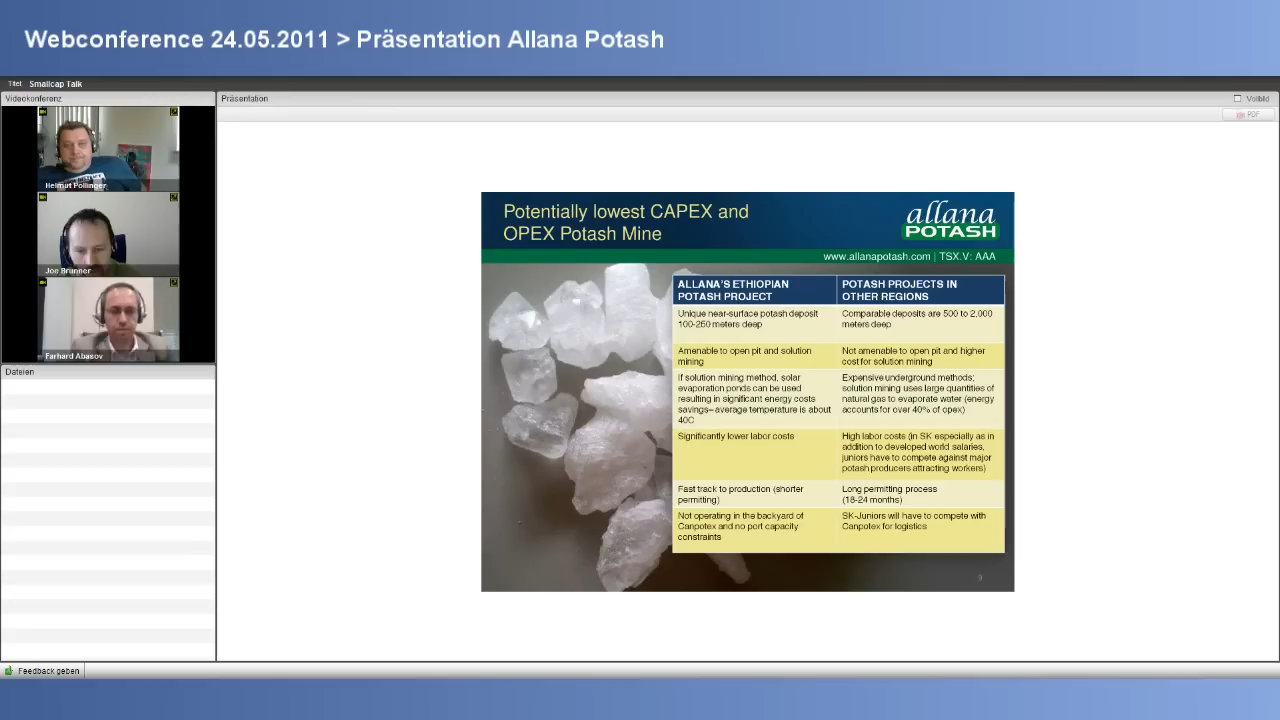 Webconference 24.05.2011 > Präsentation Allana Potash
Titel Smallcap Talk
Videokonferenz
Helmut Pollinger
Joe Brunner
Farhard Abasov
Dateien
Präsentation
Vollbild
PDF
Potentially lowest CAPEX and
OPEX Potash Mine
allana
POTASH
www.allanapotash.com | TSX.V: AAA
ALLANA'S ETHIOPIAN
POTASH PROJECT
POTASH PROJECTS IN
OTHER REGIONS
Unique near-surface potash deposit
100-250 meters deep
Comparable deposits are 500 to 2,000
meters deep
Amenable to open pit and solution
mining
Not amenable to open pit and higher
cost for solution mining
If solution mining method, solar
evaporation ponds can be used
resulting in significant energy costs
savings–average temperature is about
40C
Expensive underground methods;
solution mining uses large quantities of
natural gas to evaporate water (energy
accounts for over 40% of opex)
Significantly lower labor costs
High labor costs (in SK especially as in
addition to developed world salaries,
juniors have to compete against major
potash producers attracting workers)
Fast track to production (shorter
permitting)
Long permitting process
(18-24 months)
Not operating in the backyard of
Canpotex and no port capacity
constraints
SK-Juniors will have to compete with
Canpotex for logistics
9
Feedback geben